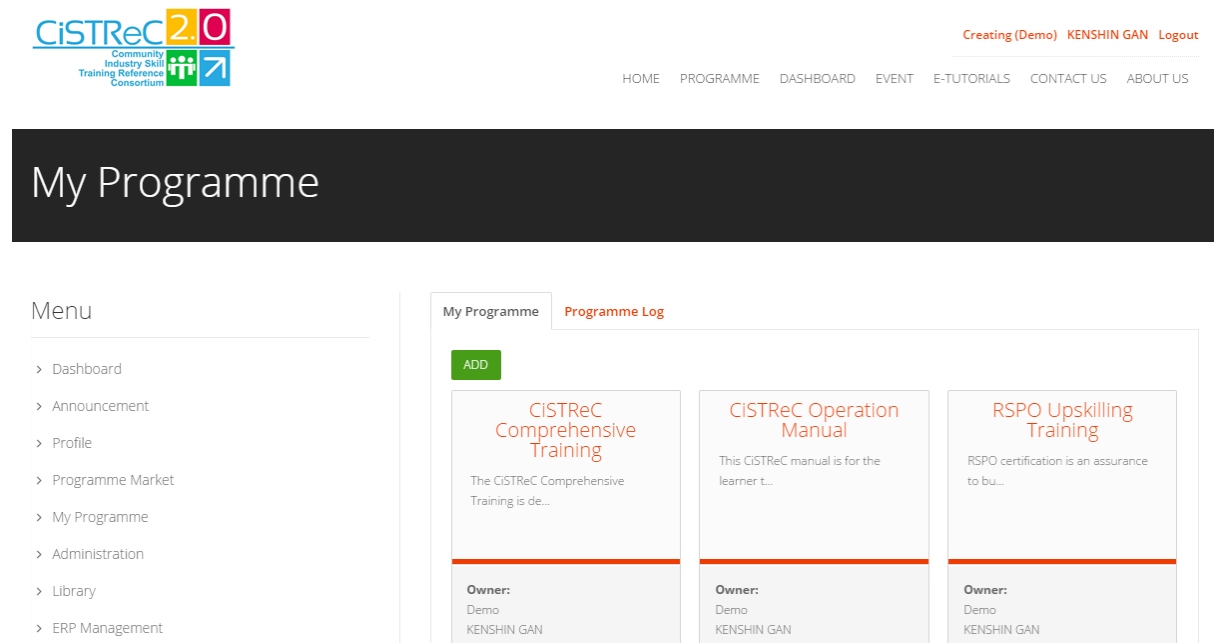 CiSTReC 2.0
Community
Industry Skill
Training Reference
Consortium
Creating (Demo) KENSHIN GAN Logout
HOME PROGRAMME DASHBOARD EVENT E-TUTORIALS CONTACT US ABOUT US
My Programme
Menu
Dashboard
Announcement
Profile
Programme Market
My Programme
Administration
Library
ERP Management
My Programme Programme Log
ADD
CiSTReC
Comprehensive
Training
The CiSTReC Comprehensive
Training is de...
Owner:
Demo
KENSHIN GAN
CiSTReC Operation
Manual
This CiSTReC manual is for the
learner t...
Owner:
Demo
KENSHIN GAN
RSPO Upskilling
Training
RSPO certification is an assurance
to bu...
Owner:
Demo
KENSHIN GAN